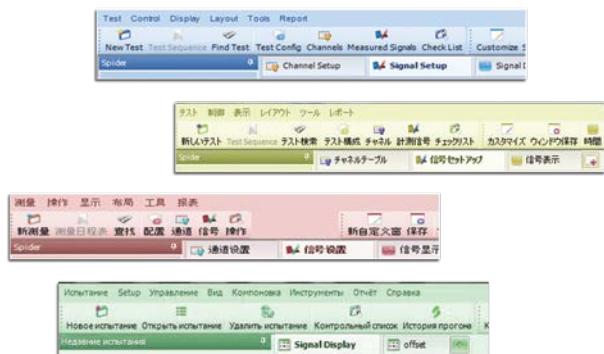 Test Control Display Layout Tools Report
New Test Test Sequence Find Test Test Config Channels Measured Signals Check List Customize
Spider Channel Setup Signal Setup Signal
テスト 制御 表示 レイアウト ツール レポート
新しいテスト Test Sequence テスト検索 テスト構成 チャネル 計測信号 チェックリスト カスタマイズ ウィンドウ保存 時間
Spider チャネルテーブル 信号セットアップ 信号表示
测量 操作 显示 布局 工具 报表
新测量 测量日程表 查找 配置 通道 信号 操作 新自定义窗 保存
Spider 通道设置 信号设置 信号显示
Испытание Setup Управление Вид Компоновка Инструменты Отчёт Справка
Новое испытание Открыть испытание Удалить испытание Контрольный список История прогона
Недавние испытания Signal Display offset